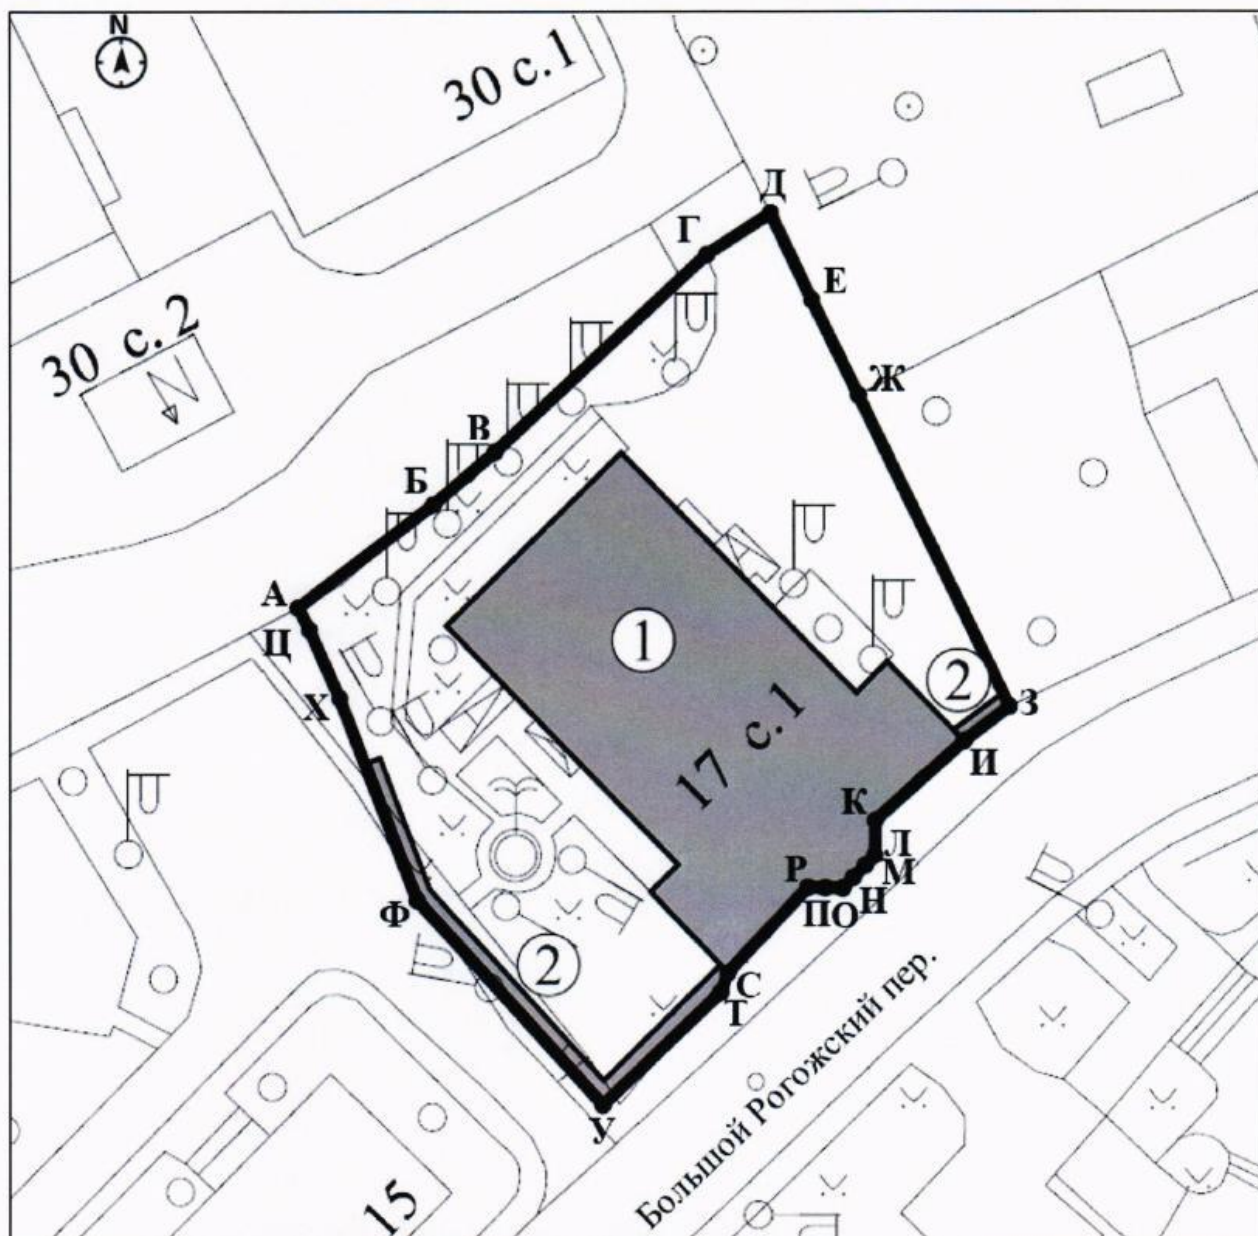 N
30 с. 1
Д
Г
Е
30 с. 2
Ж
В
Б
А
Ц
1
2
Х
З
17 с. 1
И
К
Л
Р
М
Ф
ПО
Н
2
С
Т
Большой Рогожский пер.
У
15